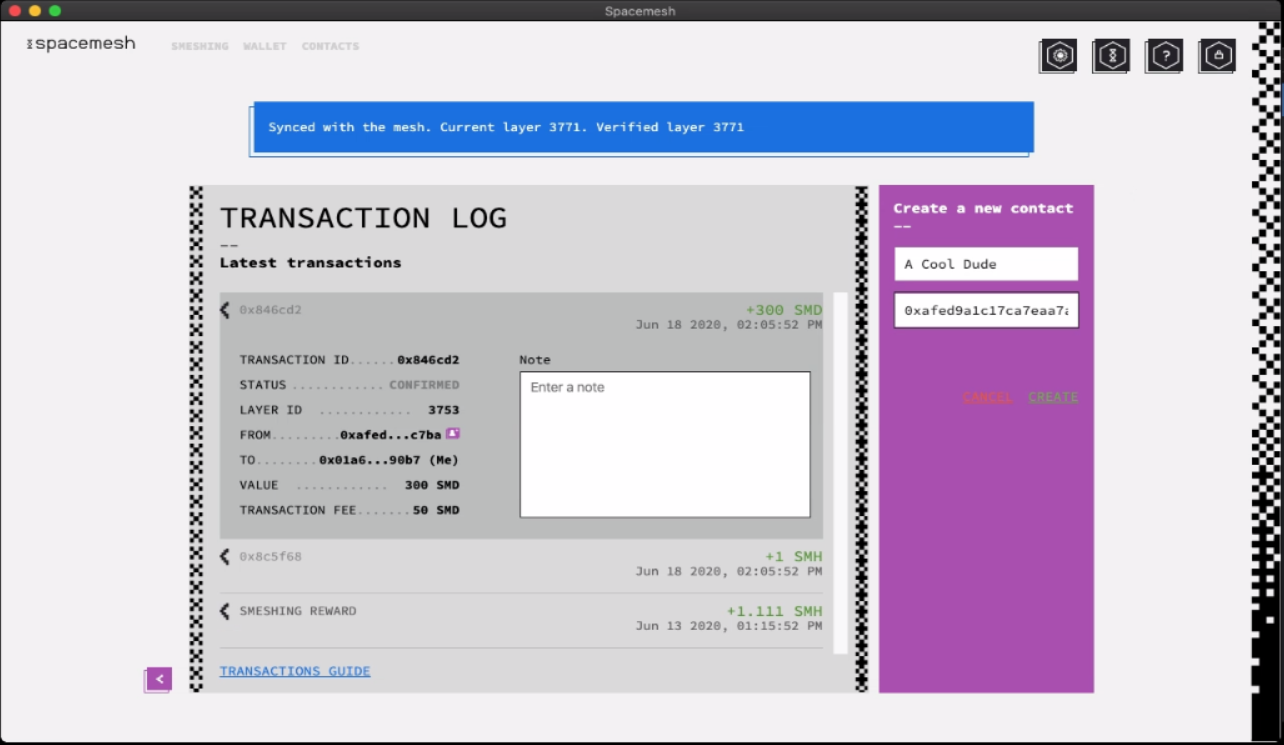 Spacemesh
spacemesh
SMESHING WALLET CONTACTS
?
Synced with the mesh. Current layer 3771. Verified layer 3771
TRANSACTION LOG
--
Latest transactions
0x846cd2 +300 SMD
Jun 18 2020, 02:05:52 PM
TRANSACTION ID...... 0x846cd2
STATUS ............ CONFIRMED
LAYER ID ............ 3753
FROM.........0xafed...c7ba
TO........0x01a6...90b7 (Me)
VALUE ............ 300 SMD
TRANSACTION FEE.......50 SMD
Note
Enter a note
0x8c5f68 +1 SMH
Jun 18 2020, 02:05:52 PM
SMESHING REWARD +1.111 SMH
Jun 13 2020, 01:15:52 PM
TRANSACTIONS GUIDE
<
Create a new contact
--
A Cool Dude
0xafed9a1c17ca7eaa7a
CANCEL CREATE